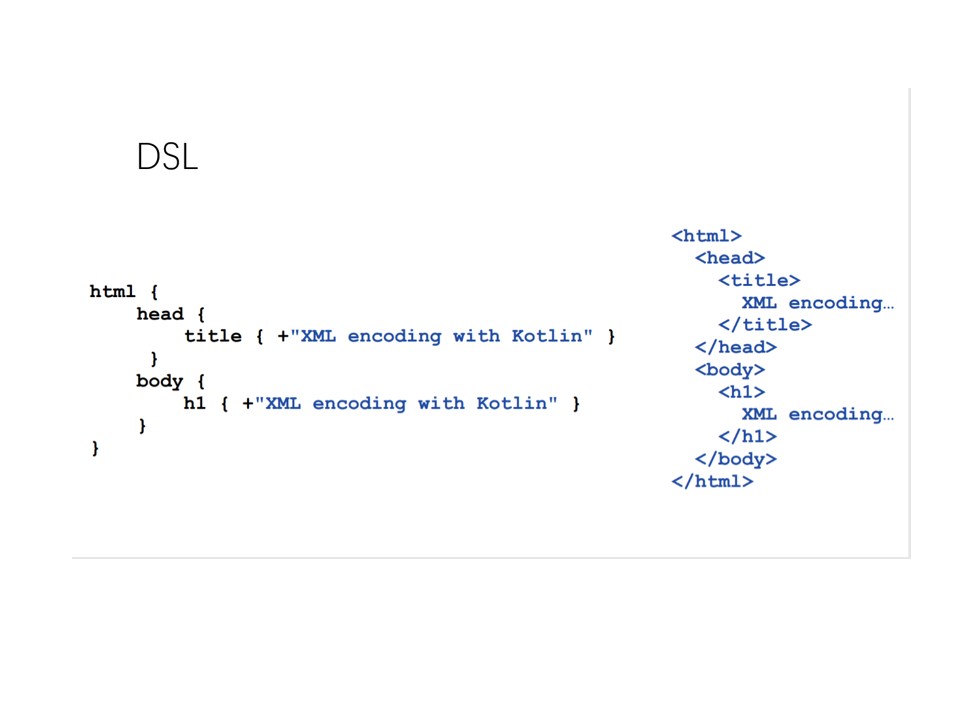 DSL
html {
    head {
        title { +"XML encoding with Kotlin" }
     }
    body {
        h1 { +"XML encoding with Kotlin" }
    }
}
<html>
  <head>
    <title>
      XML encoding…
    </title>
  </head>
  <body>
    <h1>
      XML encoding…
    </h1>
  </body>
</html>